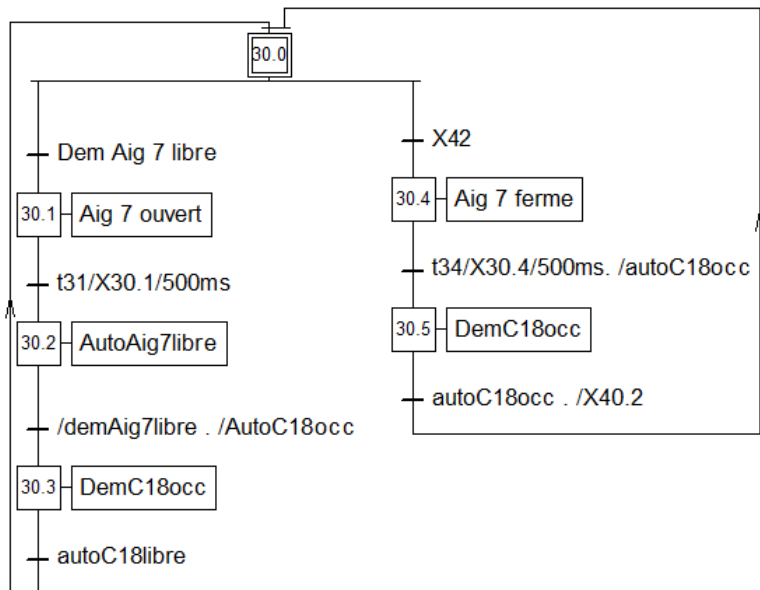 30.0
Dem Aig 7 libre
30.1 Aig 7 ouvert
t31/X30.1/500ms
30.2 AutoAig7libre
/demAig7libre . /AutoC18occ
30.3 DemC18occ
autoC18libre
X42
30.4 Aig 7 ferme
t34/X30.4/500ms. /autoC18occ
30.5 DemC18occ
autoC18occ . /X40.2